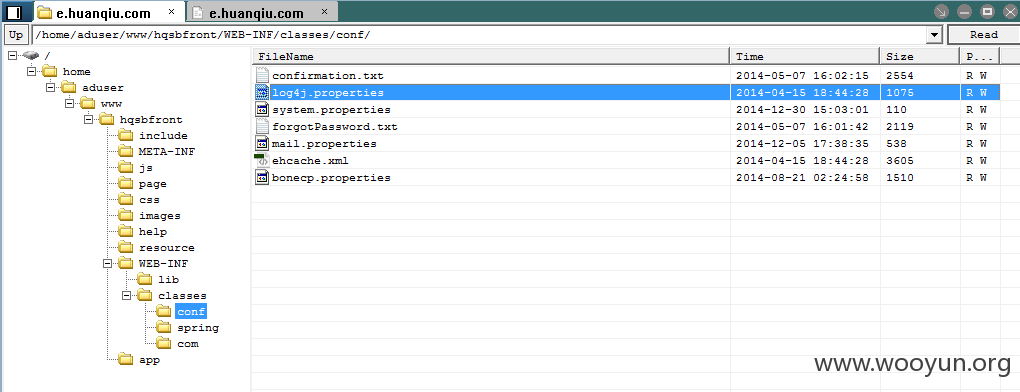 e.huanqiu.com × e.huanqiu.com ×
Up /home/aduser/www/hqsbfront/WEB-INF/classes/conf/ Read
/
home
aduser
www
hqsbfront
include
META-INF
js
page
css
images
help
resource
WEB-INF
lib
classes
conf
spring
com
app
FileName Time Size P...
confirmation.txt 2014-05-07 16:02:15 2554 R W
log4j.properties 2014-04-15 18:44:28 1075 R W
system.properties 2014-12-30 15:03:01 110 R W
forgotPassword.txt 2014-05-07 16:01:42 2119 R W
mail.properties 2014-12-05 17:38:35 538 R W
ehcache.xml 2014-04-15 18:44:28 3605 R W
bonecp.properties 2014-08-21 02:24:58 1510 R W
www.wooyun.org